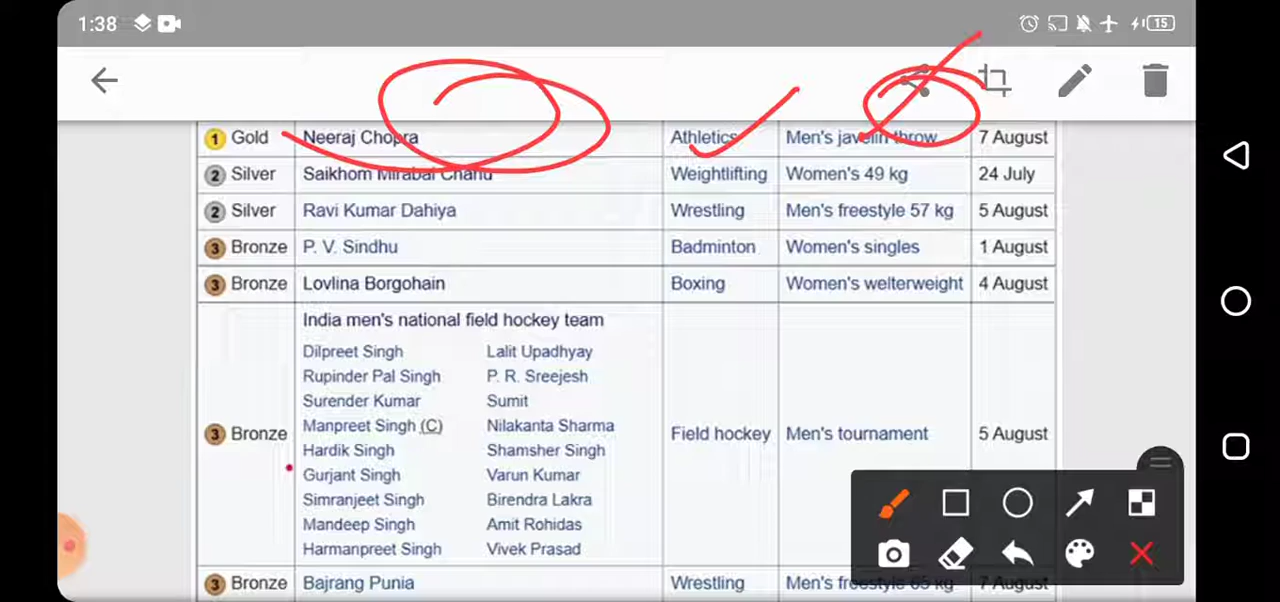 1:38 15
1 Gold Neeraj Chopra Athletics Men's javelin throw 7 August
2 Silver Saikhom Mirabai Chanu Weightlifting Women's 49 kg 24 July
2 Silver Ravi Kumar Dahiya Wrestling Men's freestyle 57 kg 5 August
3 Bronze P. V. Sindhu Badminton Women's singles 1 August
3 Bronze Lovlina Borgohain Boxing Women's welterweight 4 August
India men's national field hockey team
Dilpreet Singh Lalit Upadhyay
Rupinder Pal Singh P. R. Sreejesh
Surender Kumar Sumit
Manpreet Singh (C) Nilakanta Sharma
3 Bronze Field hockey Men's tournament 5 August
Hardik Singh Shamsher Singh
Gurjant Singh Varun Kumar
Simranjeet Singh Birendra Lakra
Mandeep Singh Amit Rohidas
Harmanpreet Singh Vivek Prasad
3 Bronze Bajrang Punia Wrestling Men's freestyle 65 kg 7 August